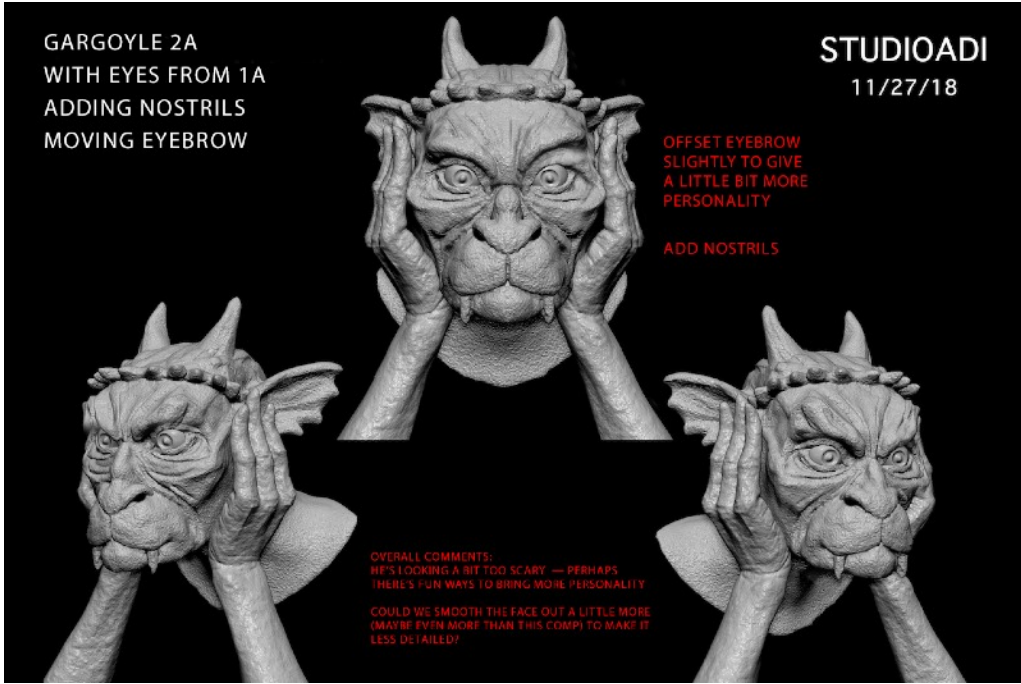 GARGOYLE 2A
WITH EYES FROM 1A
ADDING NOSTRILS
MOVING EYEBROW
STUDIOADI
11/27/18
OFFSET EYEBROW
SLIGHTLY TO GIVE
A LITTLE BIT MORE
PERSONALITY
ADD NOSTRILS
OVERALL COMMENTS:
HE'S LOOKING A BIT TOO SCARY — PERHAPS
THERE'S FUN WAYS TO BRING MORE PERSONALITY
COULD WE SMOOTH THE FACE OUT A LITTLE MORE
(MAYBE EVEN MORE THAN THIS COMP) TO MAKE IT
LESS DETAILED?